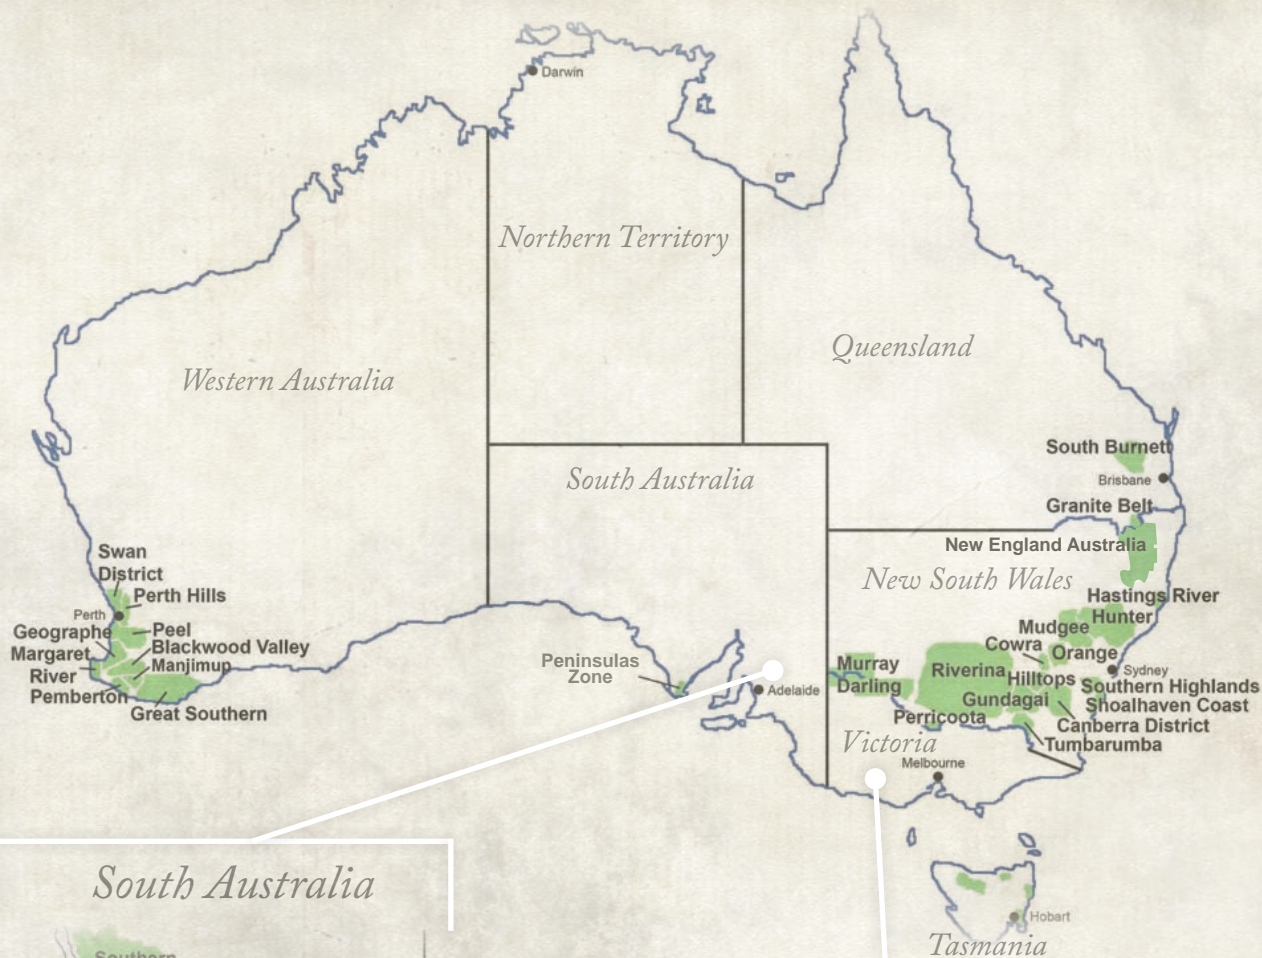 Darwin
Northern Territory
Queensland
Western Australia
South Burnett
South Australia
Brisbane
Granite Belt
New England Australia
Swan
District
New South Wales
Perth Hills
Hastings River
Perth
Hunter
Geographe
Peel
Mudgee
Blackwood Valley
Cowra
Orange
Margaret
River
Manjimup
Peninsulas
Zone
Murray
Darling
Riverina
Hilltops
Sydney
Pemberton
Adelaide
Southern Highlands
Gundagai
Shoalhaven Coast
Great Southern
Perricoota
Canberra District
Victoria
Tumbarumba
Melbourne
South Australia
Hobart
Tasmania
Southern